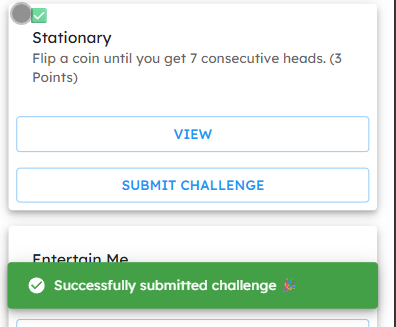 Stationary
Flip a coin until you get 7 consecutive heads. (3
Points)
VIEW
SUBMIT CHALLENGE
Entertain Me
Successfully submitted challenge 🎉